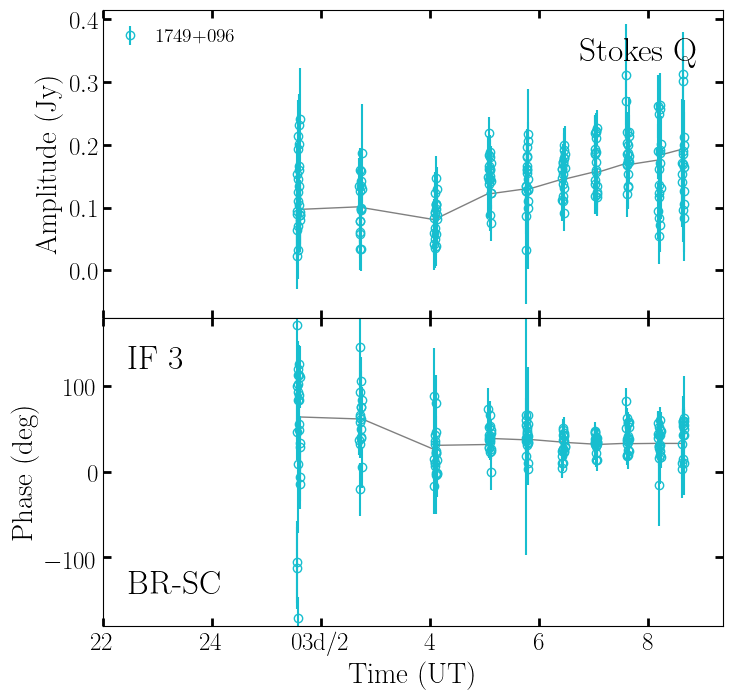 0.4
1749+096
Stokes Q
0.3
0.2
0.1
0.0
Amplitude (Jy)
IF 3
100
0
−100
Phase (deg)
BR-SC
22 24 03d/2 4 6 8
Time (UT)